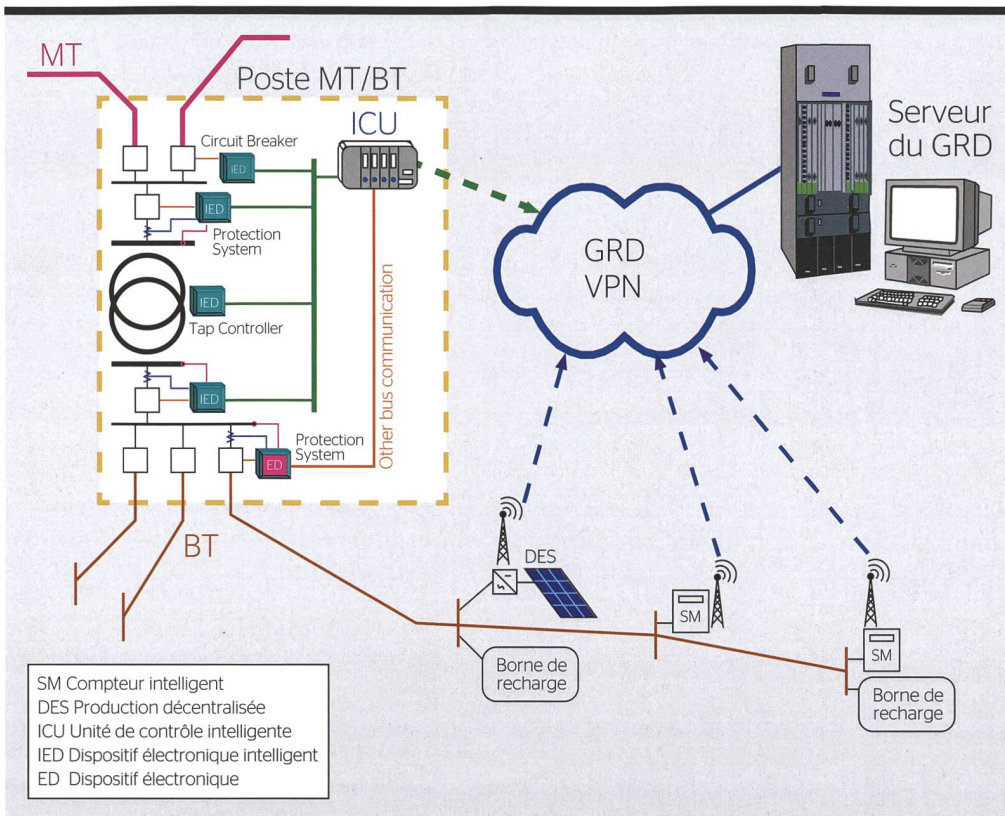 MT
Poste MT/BT
ICU
Circuit Breaker
IED
IED
Protection
System
IED
Tap Controller
IED
Protection
System
ED
Other bus communication
BT
GRD
VPN
Serveur
du GRD
DES
SM
SM
Borne de
recharge
Borne de
recharge
SM Compteur intelligent
DES Production décentralisée
ICU Unité de contrôle intelligente
IED Dispositif électronique intelligent
ED Dispositif électronique